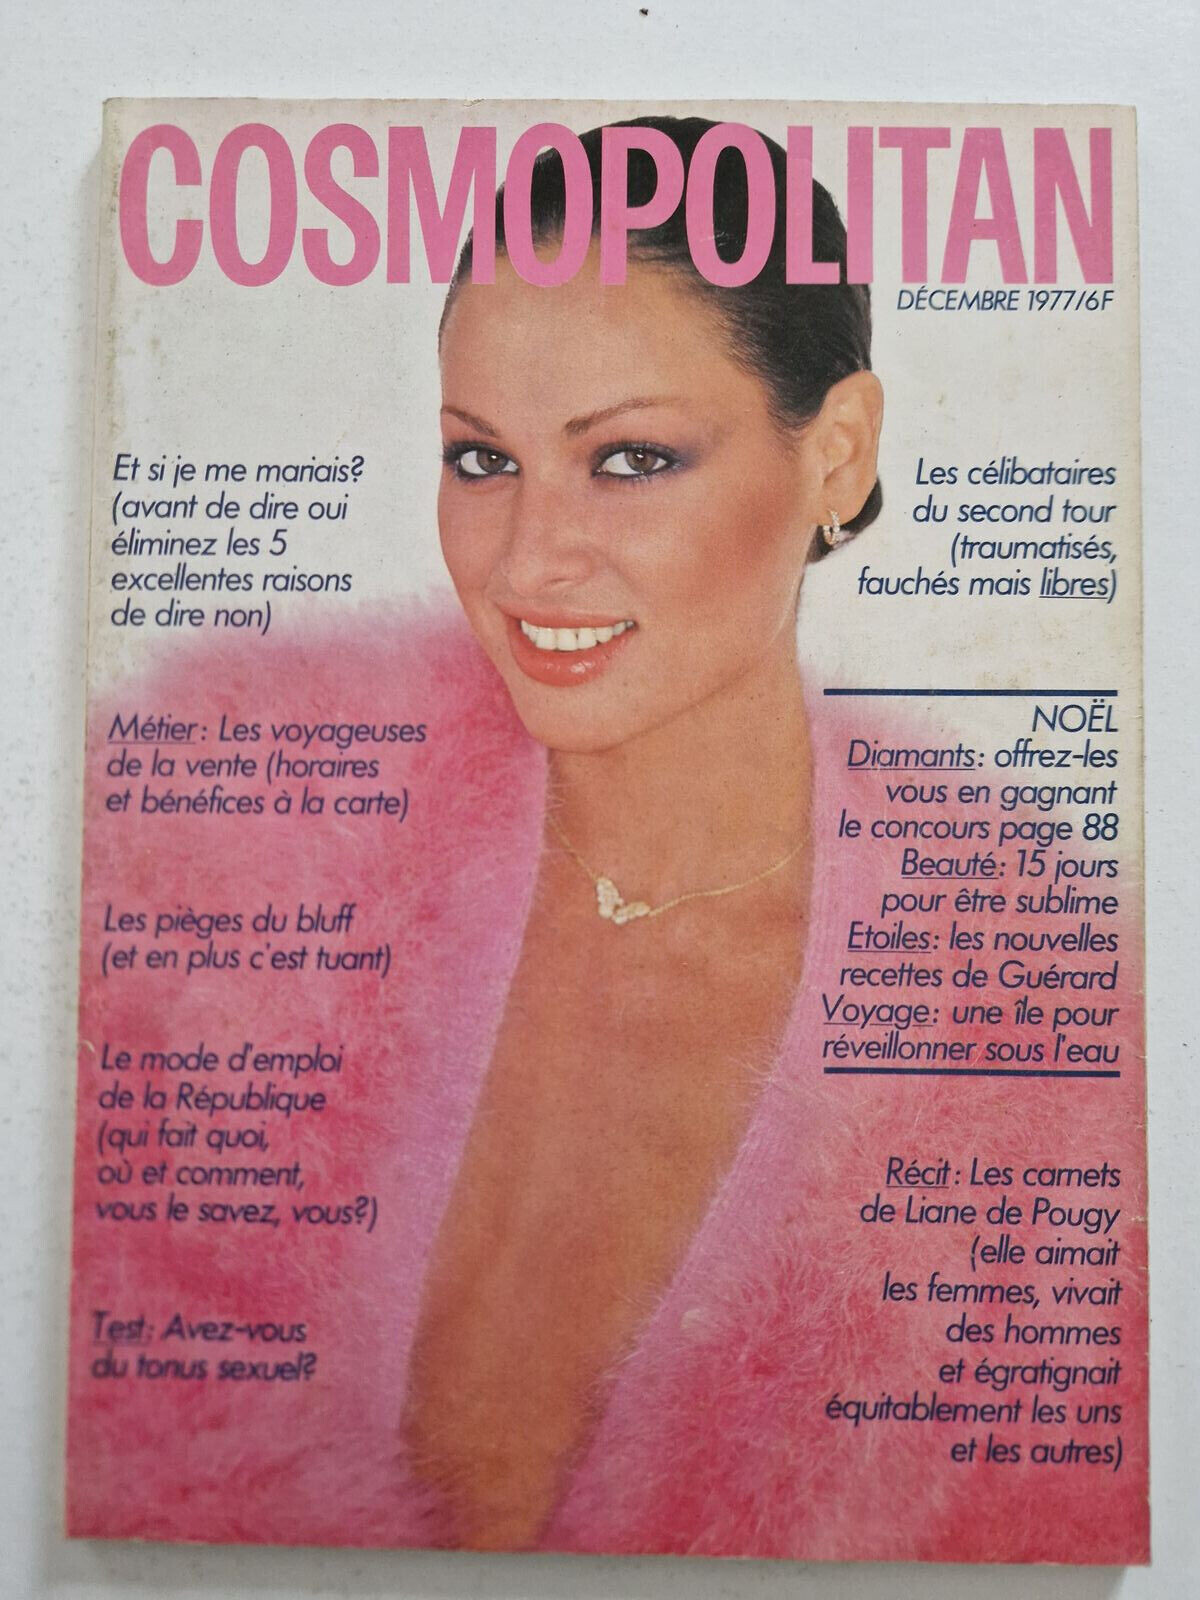 COSMOPOLITAN
DÉCEMBRE 1977/6F
Et si je me mariais?
(avant de dire oui
éliminez les 5
excellentes raisons
de dire non)
Métier: Les voyageuses
de la vente (horaires
et bénéfices à la carte)
Les pièges du bluff
(et en plus c'est tuant)
Le mode d'emploi
de la République
(qui fait quoi,
où et comment,
vous le savez, vous?)
Test: Avez-vous
du tonus sexuel?
Les célibataires
du second tour
(traumatisés,
fauchés mais libres)
NOËL
Diamants: offrez-les
vous en gagnant
le concours page 88
Beauté: 15 jours
pour être sublime
Etoiles: les nouvelles
recettes de Guérard
Voyage: une île pour
réveillonner sous l'eau
Récit: Les carnets
de Liane de Pougy
(elle aimait
les femmes, vivait
des hommes
et égratignait
équitablement les uns
et les autres)